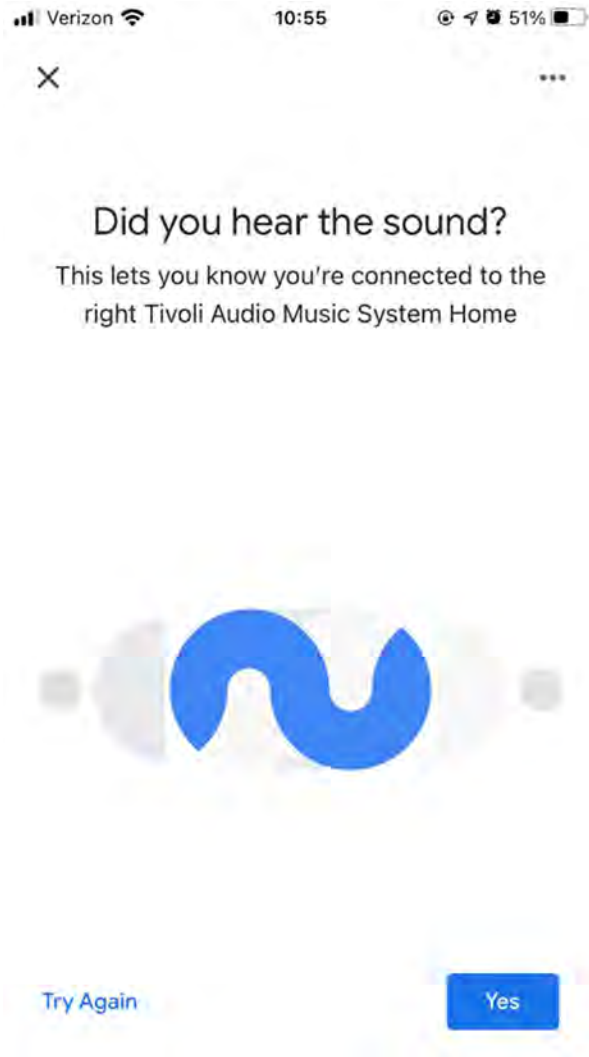 Verizon 10:55 51%
Did you hear the sound?
This lets you know you're connected to the
right Tivoli Audio Music System Home
Try Again Yes